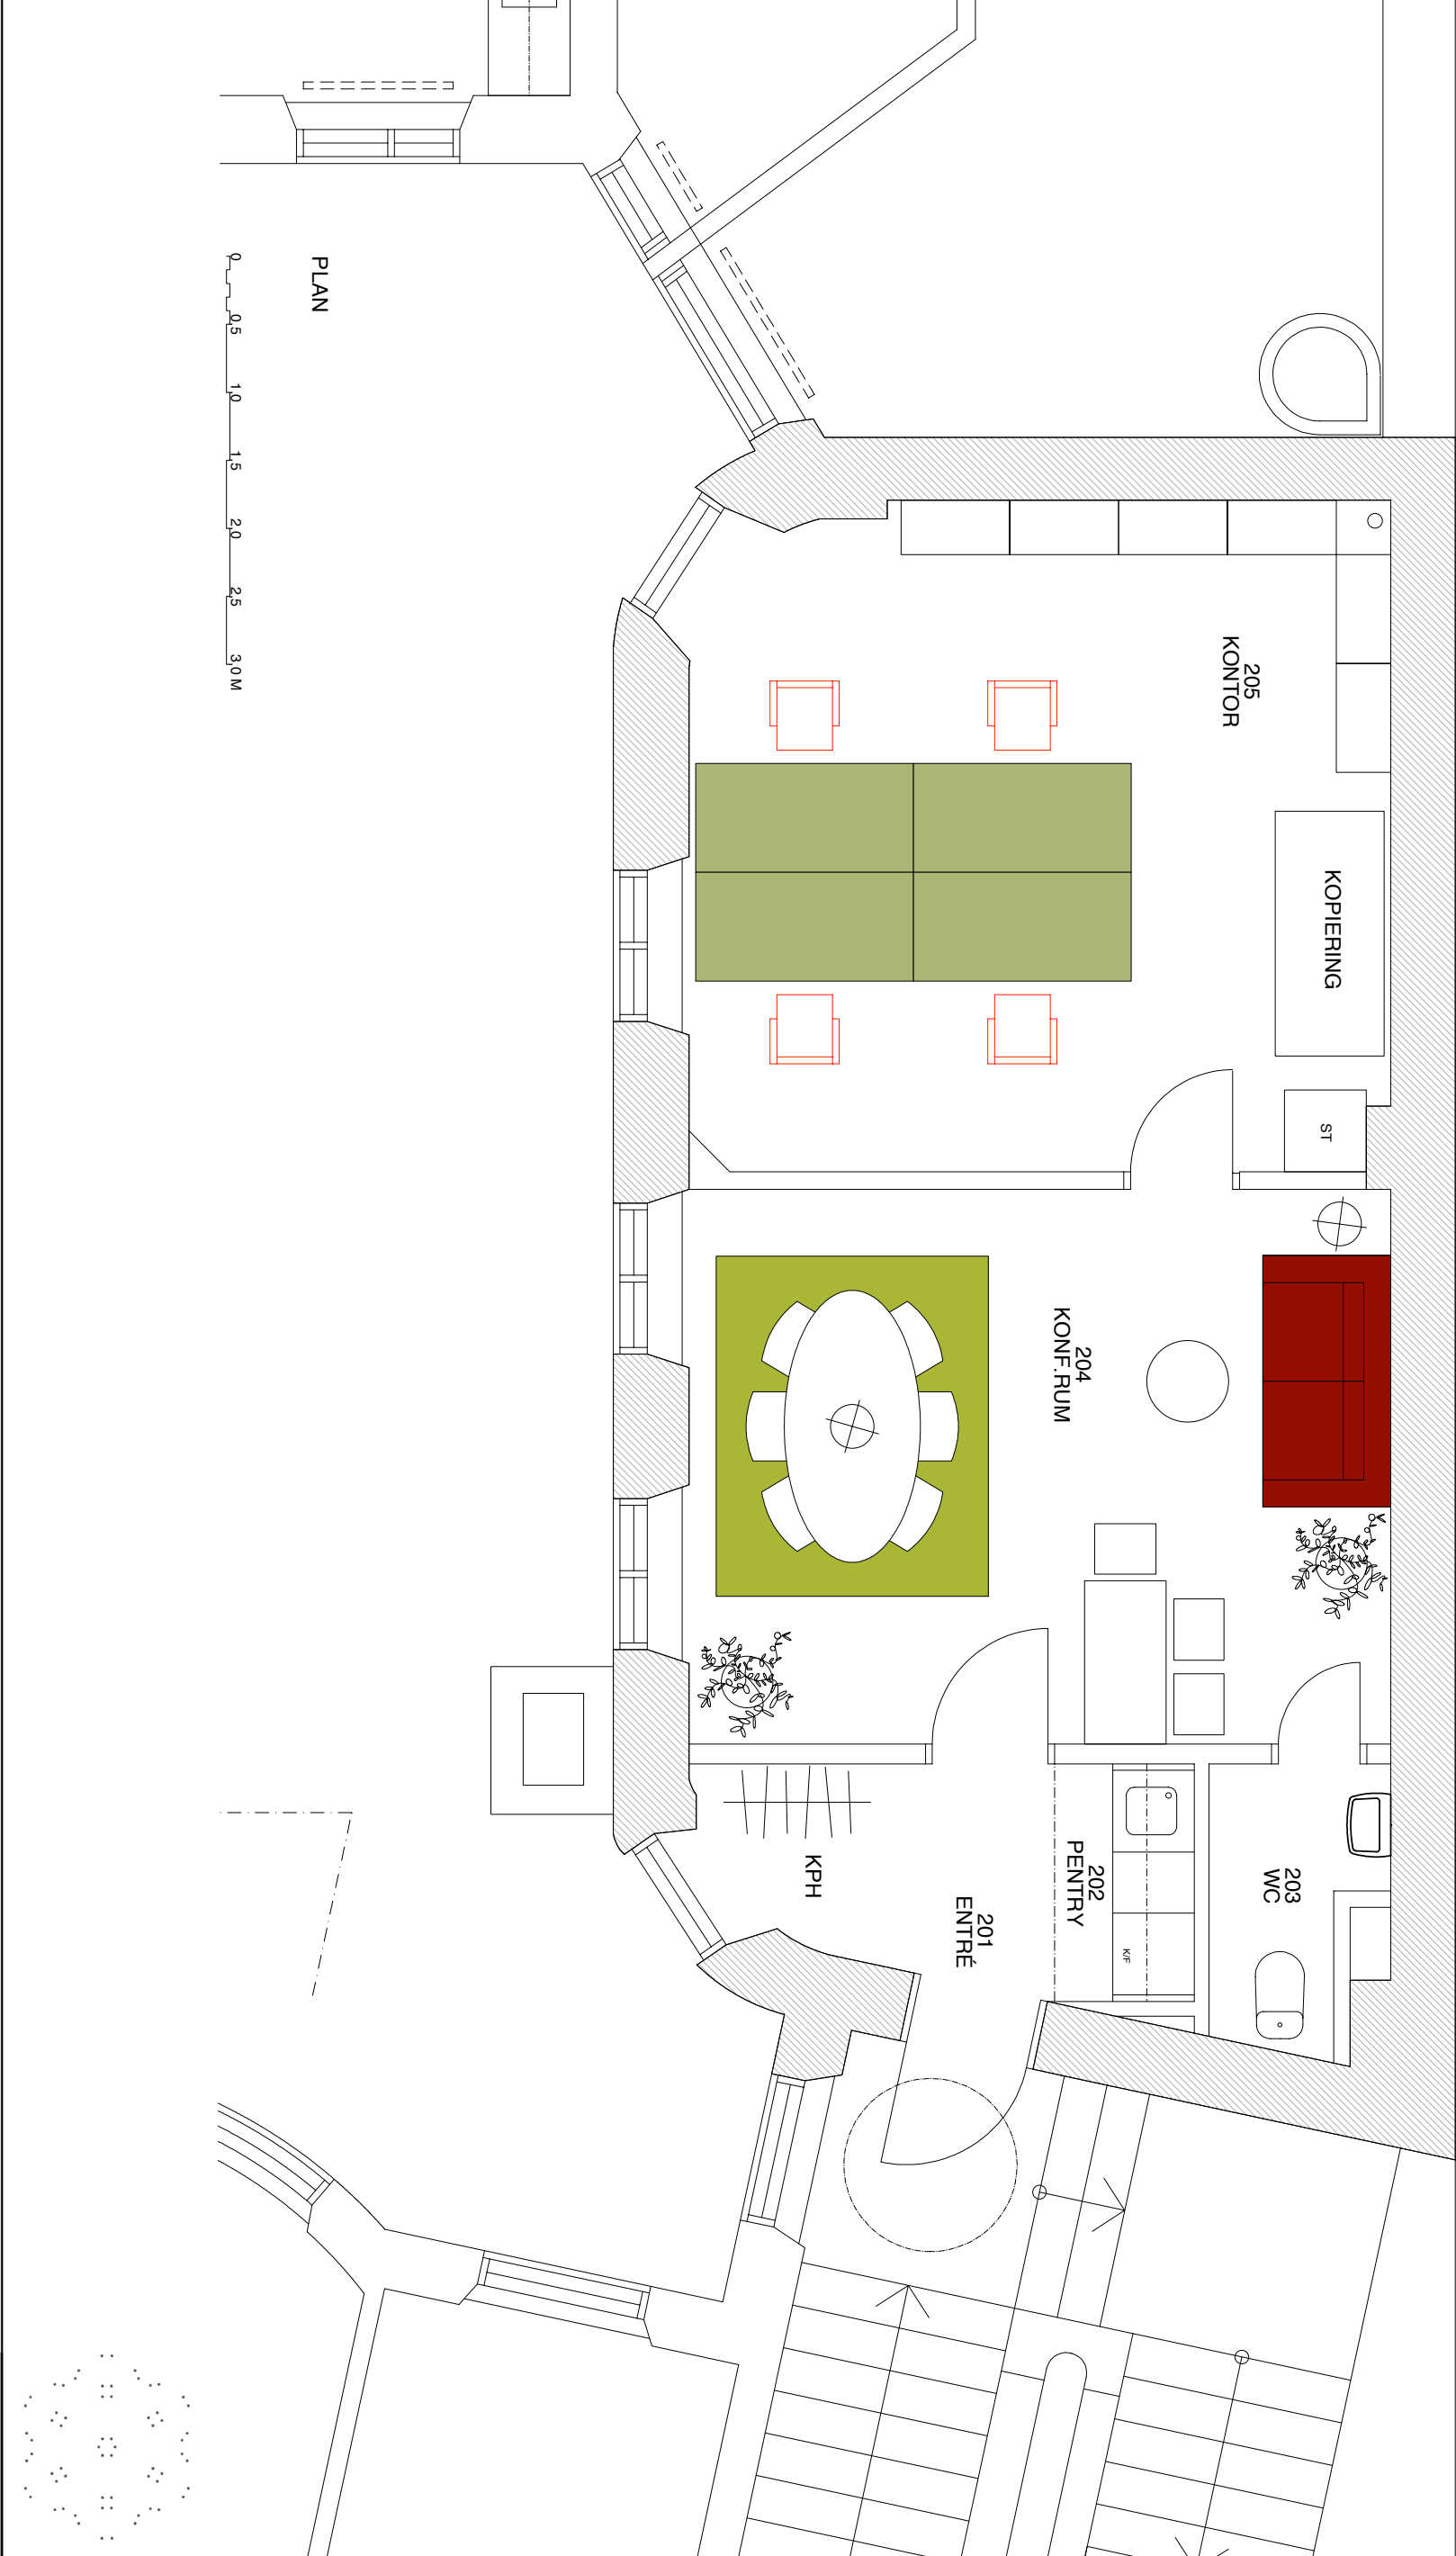 205
KONTOR
KOPIERING
ST
204
KONF.RUM
203
WC
202
PENTRY
K/F
201
ENTRÉ
KPH
PLAN
0 0,5 1,0 1,5 2,0 2,5 3,0 M